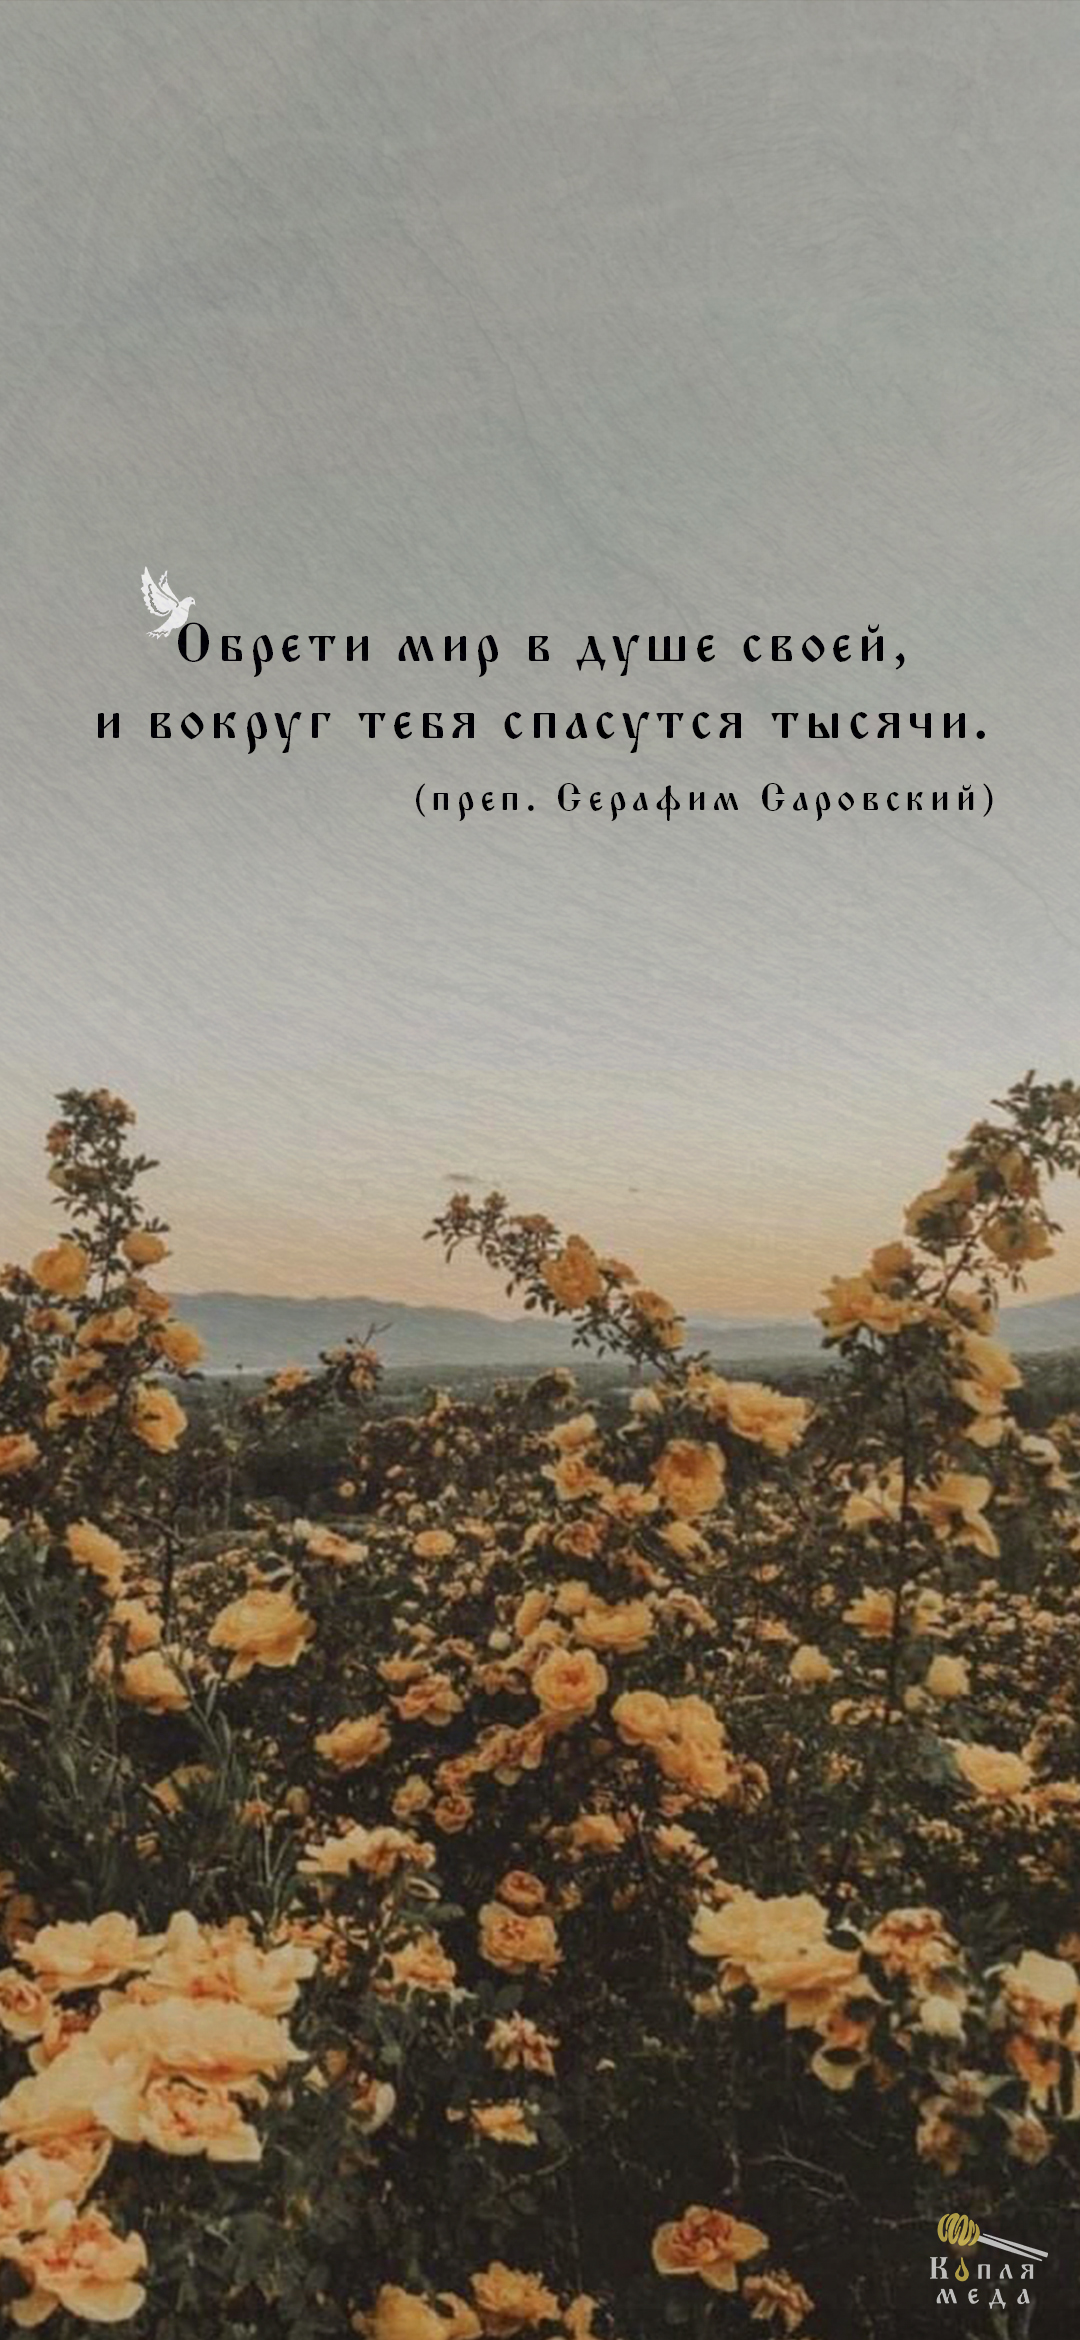 Обрети мир в душе своей,
и вокруг тебя спасутся тысячи.
(преп. Серафим Саровский)
Капля
меда